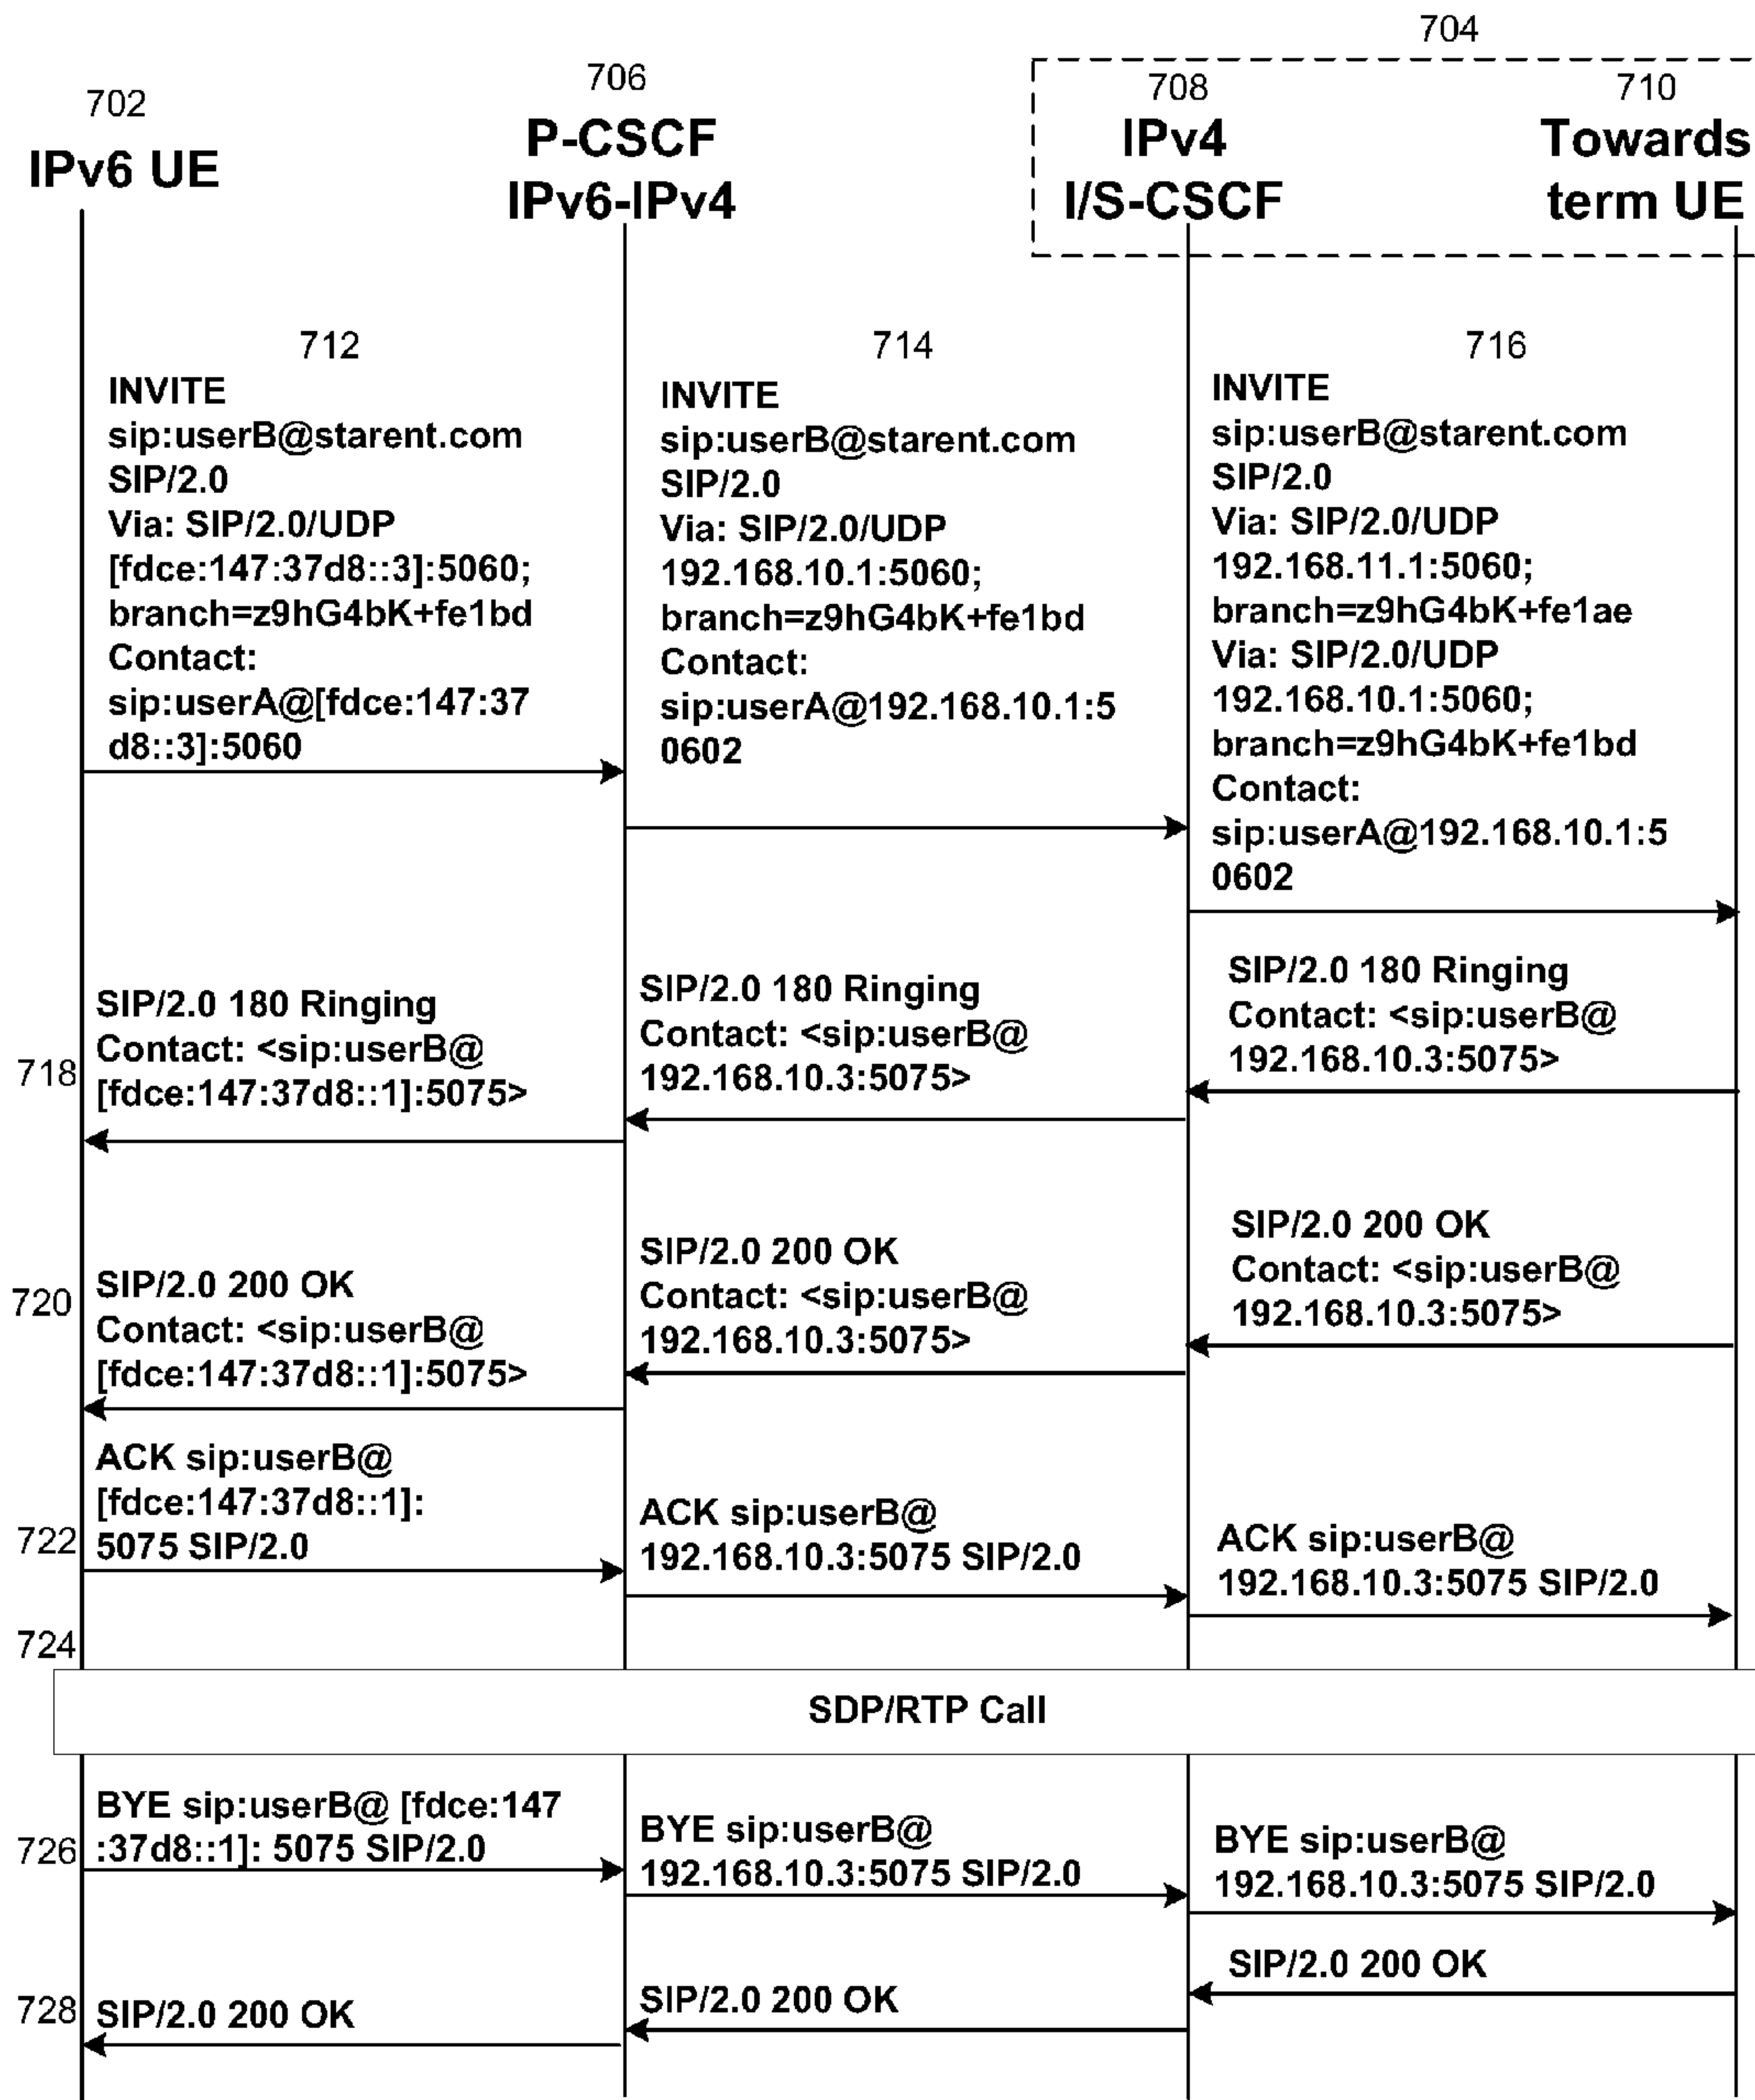 704
702
IPv6 UE
706
P-CSCF
IPv6-IPv4
708
IPv4
I/S-CSCF
710
Towards
term UE
712
INVITE
sip:userB@starent.com
SIP/2.0
Via: SIP/2.0/UDP
[fdce:147:37d8::3]:5060;
branch=z9hG4bK+fe1bd
Contact:
sip:userA@[fdce:147:37
d8::3]:5060
714
INVITE
sip:userB@starent.com
SIP/2.0
Via: SIP/2.0/UDP
192.168.10.1:5060;
branch=z9hG4bK+fe1bd
Contact:
sip:userA@192.168.10.1:5
0602
716
INVITE
sip:userB@starent.com
SIP/2.0
Via: SIP/2.0/UDP
192.168.11.1:5060;
branch=z9hG4bK+fe1ae
Via: SIP/2.0/UDP
192.168.10.1:5060;
branch=z9hG4bK+fe1bd
Contact:
sip:userA@192.168.10.1:5
0602
718
SIP/2.0 180 Ringing
Contact: <sip:userB@
[fdce:147:37d8::1]:5075>
SIP/2.0 180 Ringing
Contact: <sip:userB@
192.168.10.3:5075>
SIP/2.0 180 Ringing
Contact: <sip:userB@
192.168.10.3:5075>
720
SIP/2.0 200 OK
Contact: <sip:userB@
[fdce:147:37d8::1]:5075>
SIP/2.0 200 OK
Contact: <sip:userB@
192.168.10.3:5075>
SIP/2.0 200 OK
Contact: <sip:userB@
192.168.10.3:5075>
722
ACK sip:userB@
[fdce:147:37d8::1]:
5075 SIP/2.0
ACK sip:userB@
192.168.10.3:5075 SIP/2.0
ACK sip:userB@
192.168.10.3:5075 SIP/2.0
724
SDP/RTP Call
726
BYE sip:userB@ [fdce:147
:37d8::1]: 5075 SIP/2.0
BYE sip:userB@
192.168.10.3:5075 SIP/2.0
BYE sip:userB@
192.168.10.3:5075 SIP/2.0
728
SIP/2.0 200 OK
SIP/2.0 200 OK
SIP/2.0 200 OK